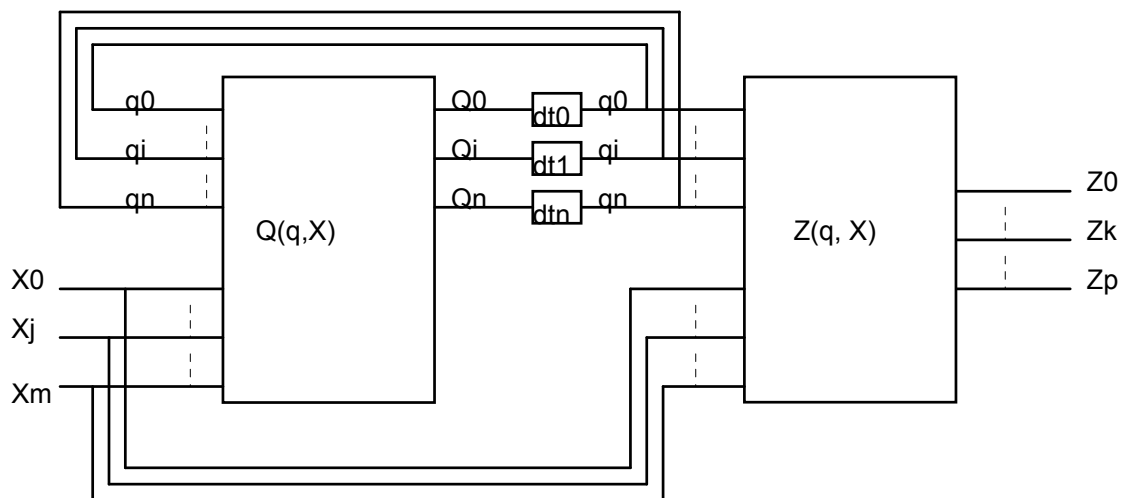 q0 Q0 dt0 q0
qi Qi dt1 qi
qn Qn dtn qn
Z0
Q(q,X) Z(q, X) Zk
X0 Zp
Xj
Xm